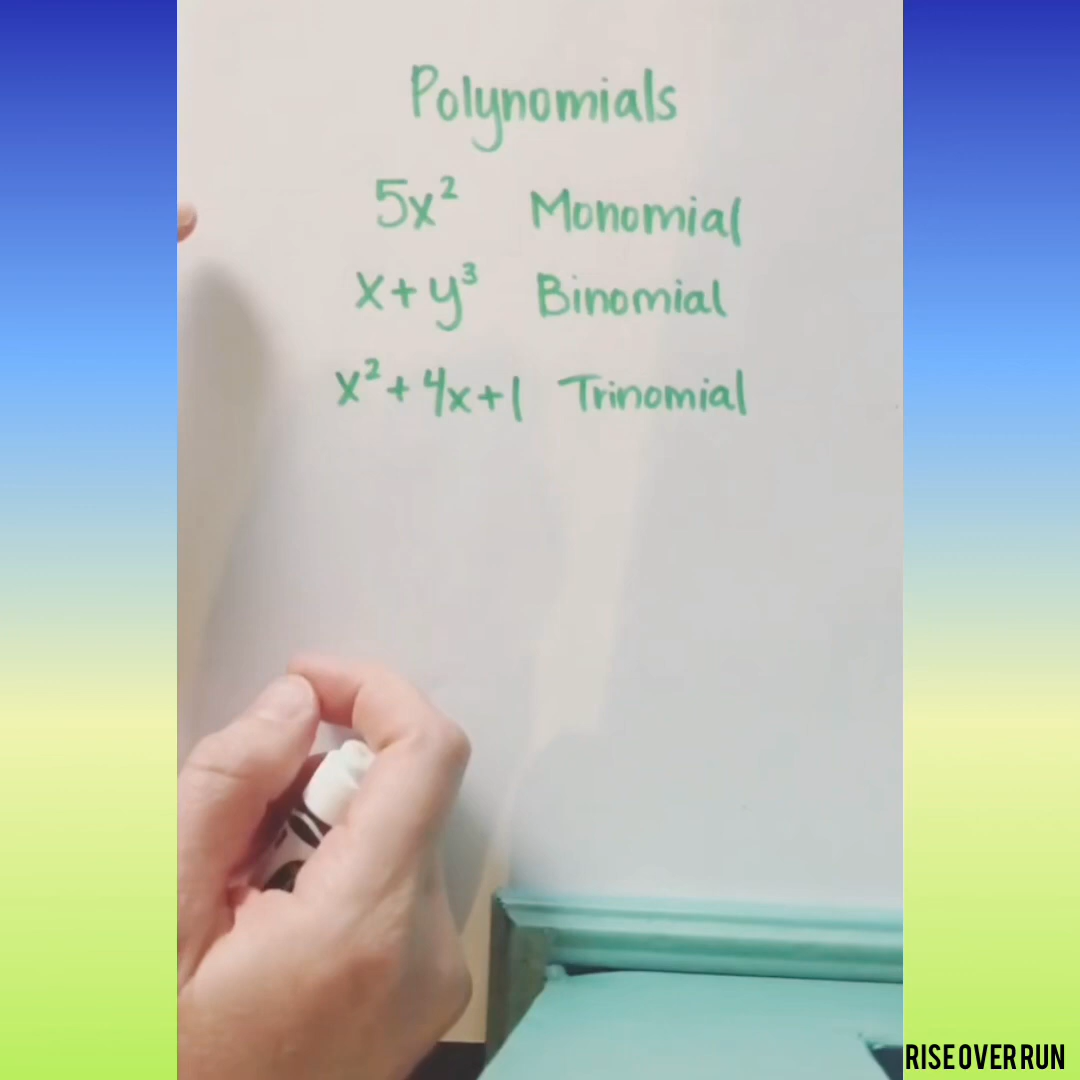 Polynomials
5x² Monomial
x + y³ Binomial
x² + 4x + 1 Trinomial
RISE OVER RUN